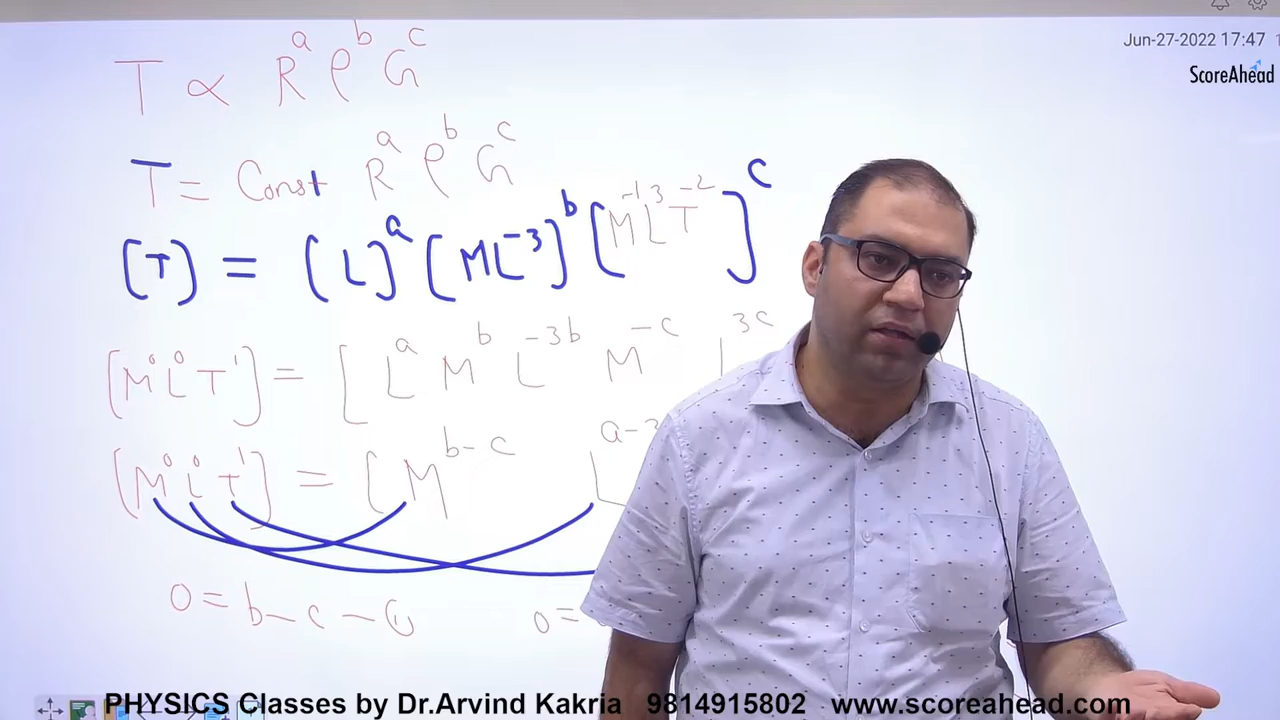 Jun-27-2022 17:47
ScoreAhead
T ∝ R^a ρ^b G^c
T = Const R^a ρ^b G^c
[T] = [L]^a [ML^-3]^b [M^-1 L^3 T^-2]^c
[M^0 L^0 T^1] = [L^a M^b L^-3b M^-c L^3c
[M^0 L^0 T^1] = [M^b-c L^a-3
0 = b-c-① 0=
PHYSICS Classes by Dr.Arvind Kakria 9814915802 www.scoreahead.com